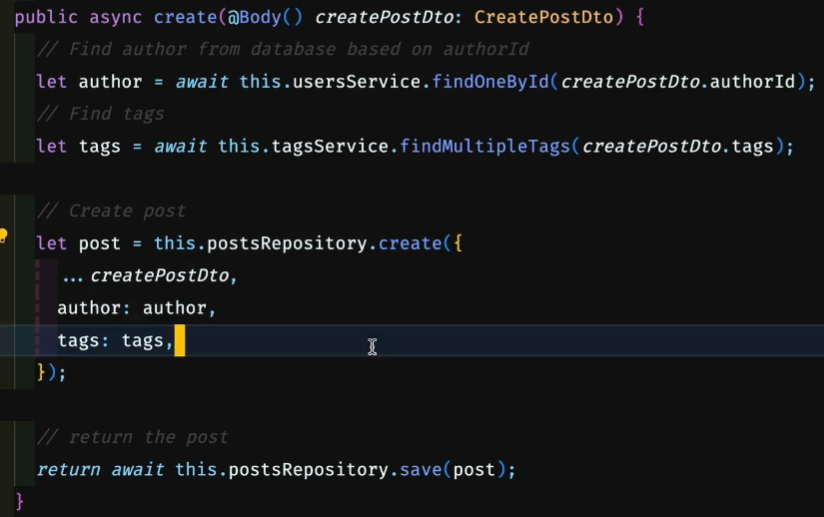 public async create(@Body() createPostDto: CreatePostDto) {
// Find author from database based on authorId
let author = await this.usersService.findOneById(createPostDto.authorId);
// Find tags
let tags = await this.tagsService.findMultipleTags(createPostDto.tags);
// Create post
let post = this.postsRepository.create({
...createPostDto,
author: author,
tags: tags,
});
// return the post
return await this.postsRepository.save(post);
}